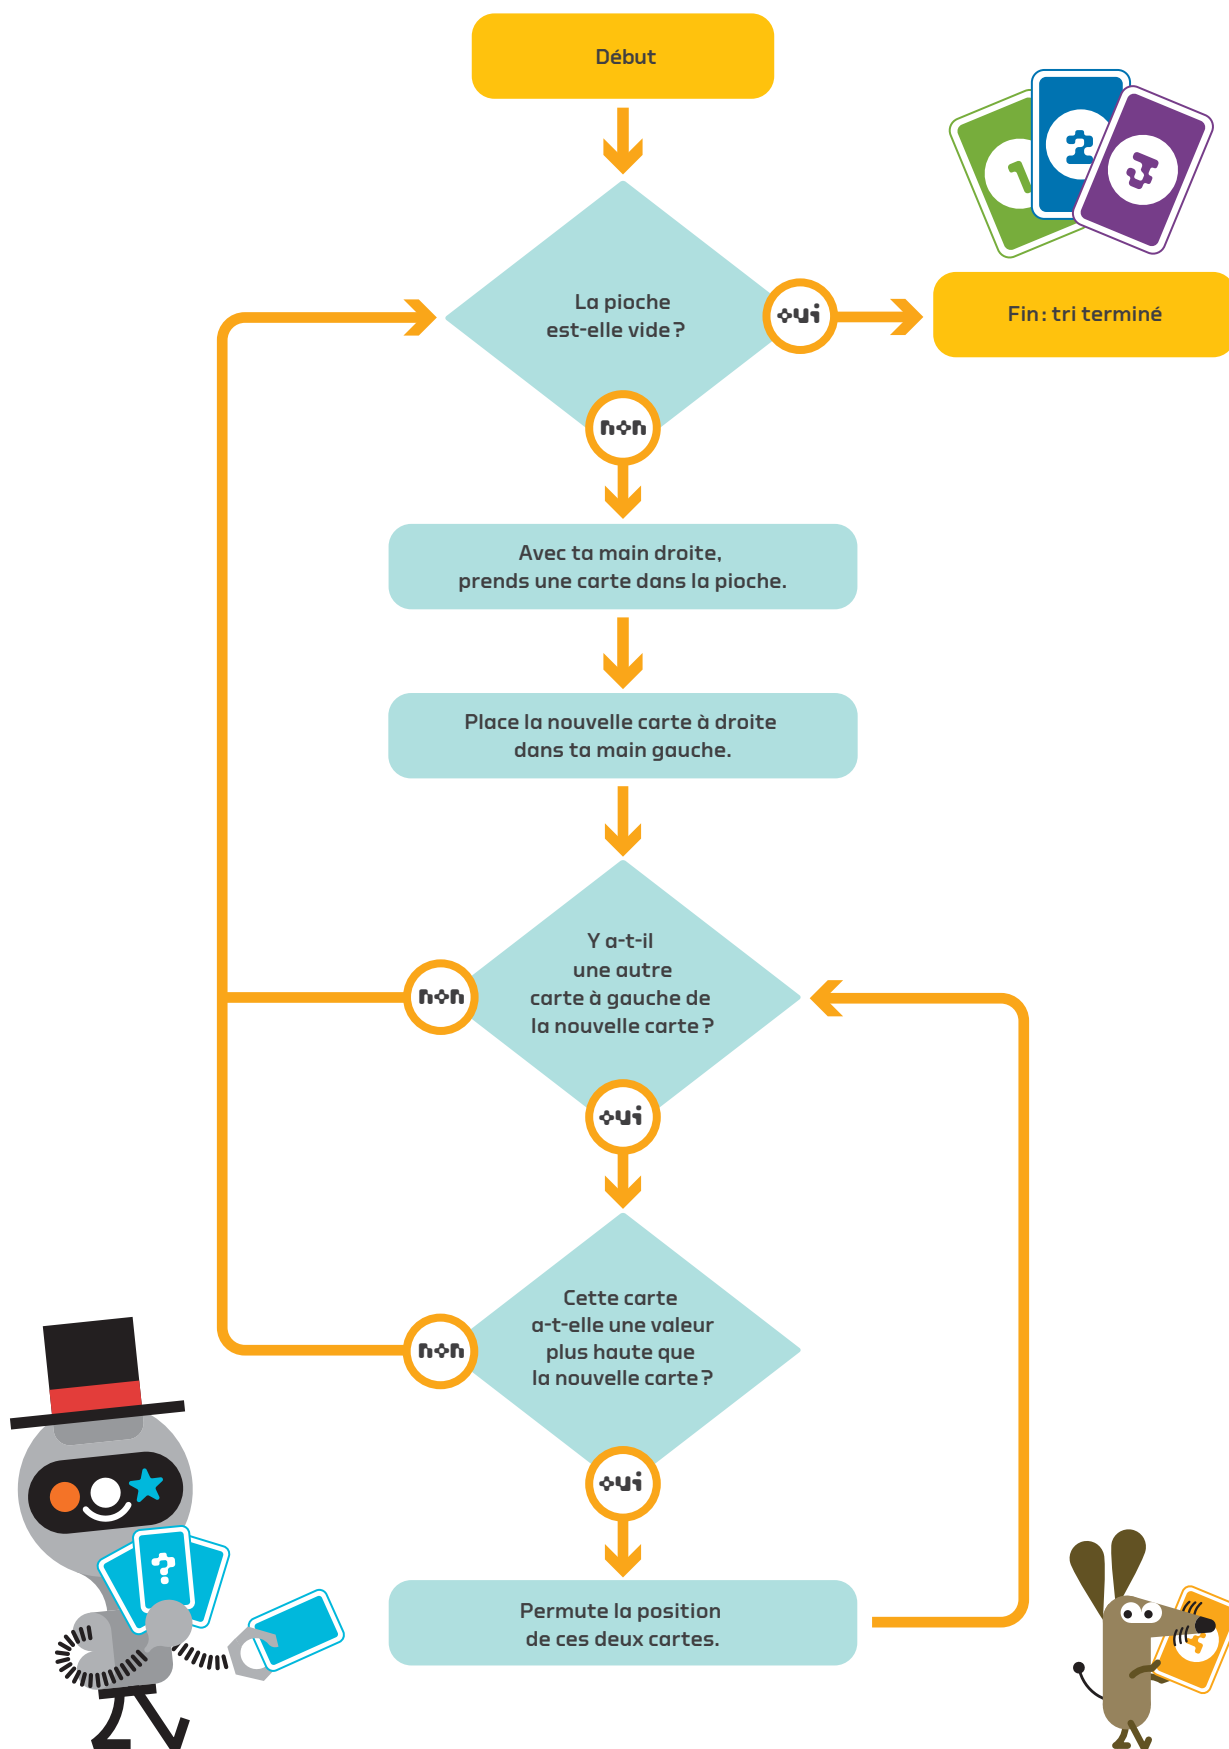 Début
1
2
3
La pioche
est-elle vide ?
oui
Fin : tri terminé
non
Avec ta main droite,
prends une carte dans la pioche.
Place la nouvelle carte à droite
dans ta main gauche.
Y a-t-il
une autre
carte à gauche de
la nouvelle carte ?
non
oui
Cette carte
a-t-elle une valeur
plus haute que
la nouvelle carte ?
non
oui
?
Permute la position
de ces deux cartes.